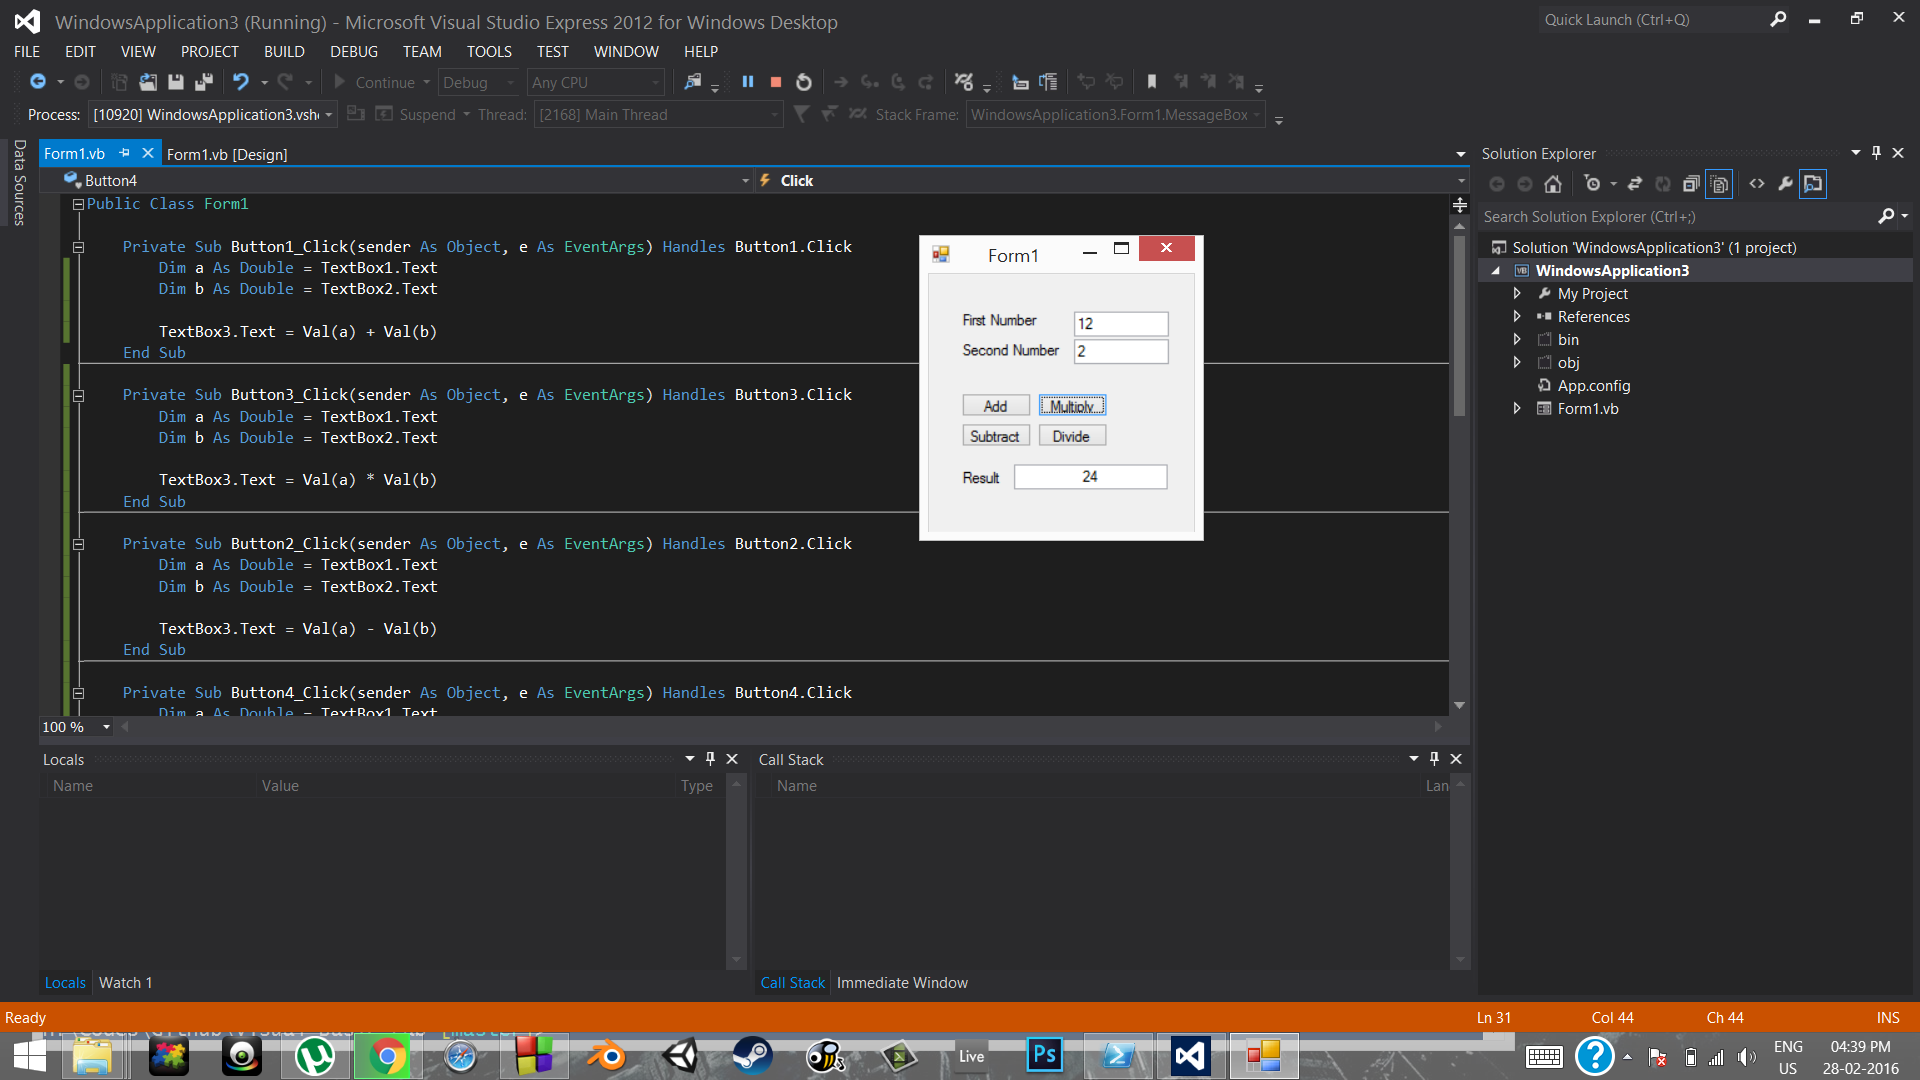 WindowsApplication3 (Running) - Microsoft Visual Studio Express 2012 for Windows Desktop
Quick Launch (Ctrl+Q)
FILE EDIT VIEW PROJECT BUILD DEBUG TEAM TOOLS TEST WINDOW HELP
Continue Debug Any CPU
Process: [10920] WindowsApplication3.vsh Suspend Thread: [2168] Main Thread Stack Frame: WindowsApplication3.Form1.MessageBox
Data Sources
Form1.vb Form1.vb [Design]
Button4 Click
Public Class Form1
Private Sub Button1_Click(sender As Object, e As EventArgs) Handles Button1.Click
Dim a As Double = TextBox1.Text
Dim b As Double = TextBox2.Text
TextBox3.Text = Val(a) + Val(b)
End Sub
Private Sub Button3_Click(sender As Object, e As EventArgs) Handles Button3.Click
Dim a As Double = TextBox1.Text
Dim b As Double = TextBox2.Text
TextBox3.Text = Val(a) * Val(b)
End Sub
Private Sub Button2_Click(sender As Object, e As EventArgs) Handles Button2.Click
Dim a As Double = TextBox1.Text
Dim b As Double = TextBox2.Text
TextBox3.Text = Val(a) - Val(b)
End Sub
Private Sub Button4_Click(sender As Object, e As EventArgs) Handles Button4.Click
Dim a As Double = TextBox1.Text
100 %
Form1
First Number 12
Second Number 2
Add Multiply
Subtract Divide
Result 24
Solution Explorer
Search Solution Explorer (Ctrl+;)
Solution 'WindowsApplication3' (1 project)
WindowsApplication3
My Project
References
bin
obj
App.config
Form1.vb
Locals
Name Value Type
Locals Watch 1
Call Stack
Name Lan
Call Stack Immediate Window
Ready Ln 31 Col 44 Ch 44 INS
Live Ps
ENG
US
04:39 PM
28-02-2016